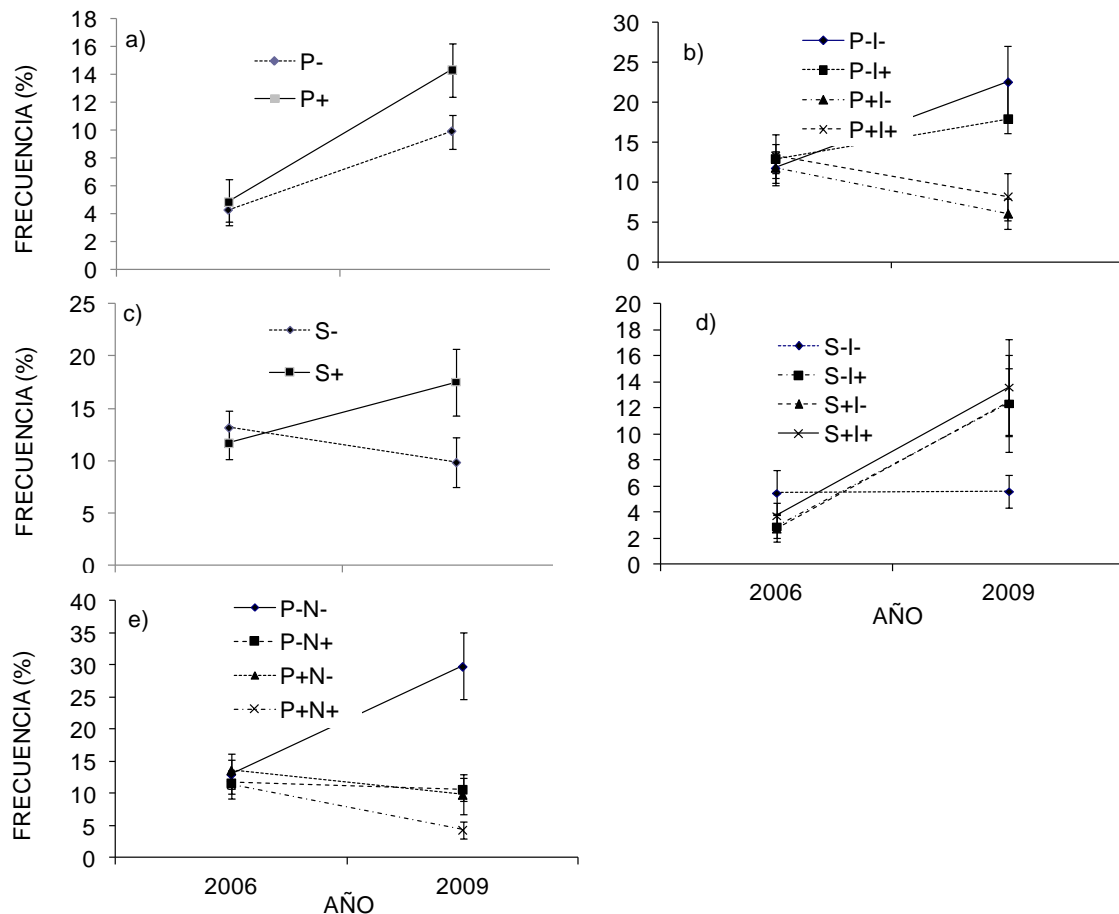 a)
P-
P+
FRECUENCIA (%)
18
16
14
12
10
8
6
4
2
0
b)
P-I-
P-I+
P+I-
P+I+
30
25
20
15
10
5
0
c)
S-
S+
FRECUENCIA (%)
25
20
15
10
5
0
d)
S-I-
S-I+
S+I-
S+I+
20
18
16
14
12
10
8
6
4
2
0
2006
2009
AÑO
e)
P-N-
P-N+
P+N-
P+N+
FRECUENCIA (%)
40
35
30
25
20
15
10
5
0
2006
2009
AÑO